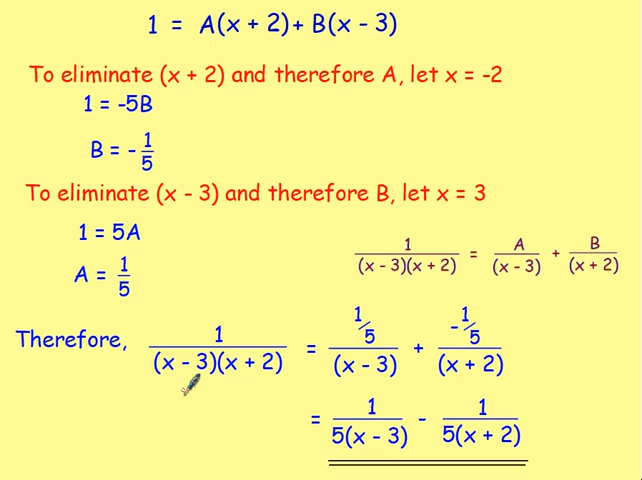 1 = A(x + 2) + B(x - 3)
To eliminate (x + 2) and therefore A, let x = -2
1 = -5B
B = - 1/5
To eliminate (x - 3) and therefore B, let x = 3
1 = 5A
A = 1/5
1/(x - 3)(x + 2) = A/(x - 3) + B/(x + 2)
Therefore, 1/(x - 3)(x + 2) = 1/5/(x - 3) + -1/5/(x + 2)
= 1/5(x - 3) - 1/5(x + 2)